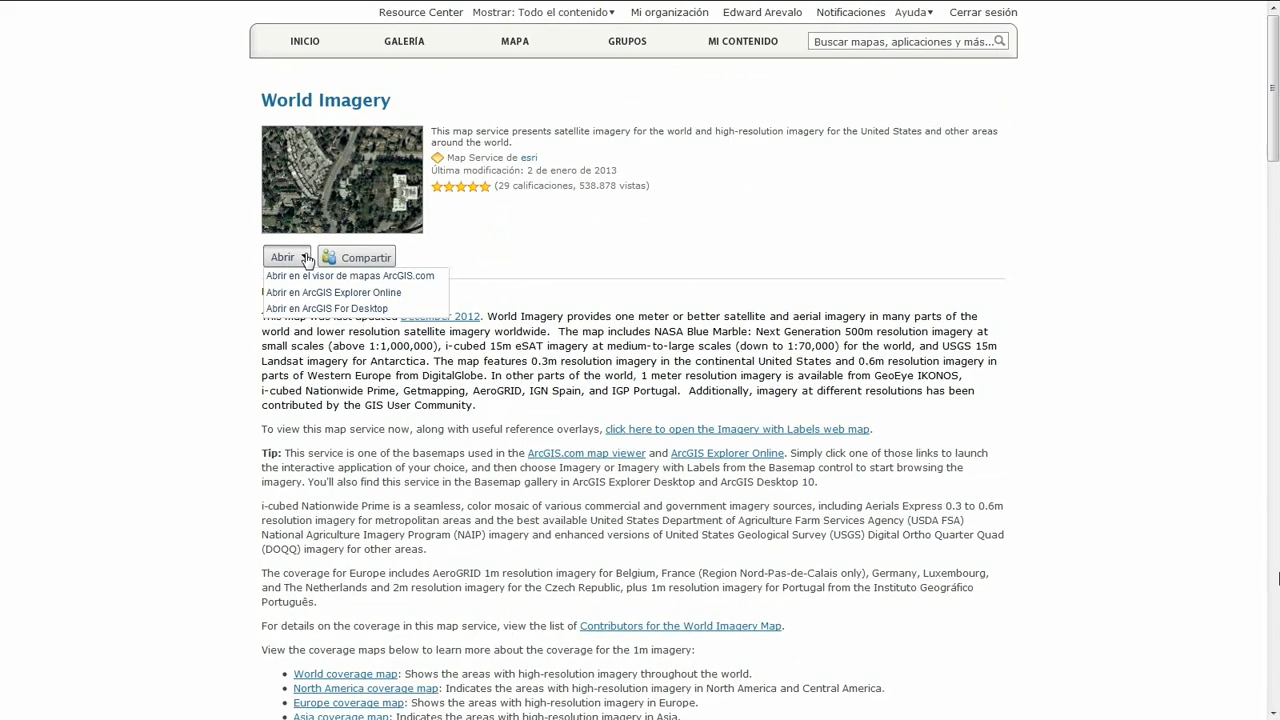 Resource Center Mostrar: Todo el contenido Mi organización Edward Arevalo Notificaciones Ayuda Cerrar sesión
INICIO GALERÍA MAPA GRUPOS MI CONTENIDO Buscar mapas, aplicaciones y más...
World Imagery
This map service presents satellite imagery for the world and high-resolution imagery for the United States and other areas
around the world.
Map Service de esri
Última modificación: 2 de enero de 2013
(29 calificaciones, 538.878 vistas)
Abrir Compartir
Abrir en el visor de mapas ArcGIS.com
Abrir en ArcGIS Explorer Online
Abrir en ArcGIS For Desktop
This map was last updated December 2012. World Imagery provides one meter or better satellite and aerial imagery in many parts of the
world and lower resolution satellite imagery worldwide. The map includes NASA Blue Marble: Next Generation 500m resolution imagery at
small scales (above 1:1,000,000), i-cubed 15m eSAT imagery at medium-to-large scales (down to 1:70,000) for the world, and USGS 15m
Landsat imagery for Antarctica. The map features 0.3m resolution imagery in the continental United States and 0.6m resolution imagery in
parts of Western Europe from DigitalGlobe. In other parts of the world, 1 meter resolution imagery is available from GeoEye IKONOS,
i-cubed Nationwide Prime, Getmapping, AeroGRID, IGN Spain, and IGP Portugal. Additionally, imagery at different resolutions has been
contributed by the GIS User Community.
To view this map service now, along with useful reference overlays, click here to open the Imagery with Labels web map.
Tip: This service is one of the basemaps used in the ArcGIS.com map viewer and ArcGIS Explorer Online. Simply click one of those links to launch
the interactive application of your choice, and then choose Imagery or Imagery with Labels from the Basemap control to start browsing the
imagery. You'll also find this service in the Basemap gallery in ArcGIS Explorer Desktop and ArcGIS Desktop 10.
i-cubed Nationwide Prime is a seamless, color mosaic of various commercial and government imagery sources, including Aerials Express 0.3 to 0.6m
resolution imagery for metropolitan areas and the best available United States Department of Agriculture Farm Services Agency (USDA FSA)
National Agriculture Imagery Program (NAIP) imagery and enhanced versions of United States Geological Survey (USGS) Digital Ortho Quarter Quad
(DOQQ) imagery for other areas.
The coverage for Europe includes AeroGRID 1m resolution imagery for Belgium, France (Region Nord-Pas-de-Calais only), Germany, Luxembourg,
and The Netherlands and 2m resolution imagery for the Czech Republic, plus 1m resolution imagery for Portugal from the Instituto Geográfico
Português.
For details on the coverage in this map service, view the list of Contributors for the World Imagery Map.
View the coverage maps below to learn more about the coverage for the 1m imagery:
• World coverage map: Shows the areas with high-resolution imagery throughout the world.
• North America coverage map: Indicates the areas with high-resolution imagery in North America and Central America.
• Europe coverage map: Shows the areas with high-resolution imagery in Europe.
• Asia coverage map: Indicates the areas with high-resolution imagery in Asia.